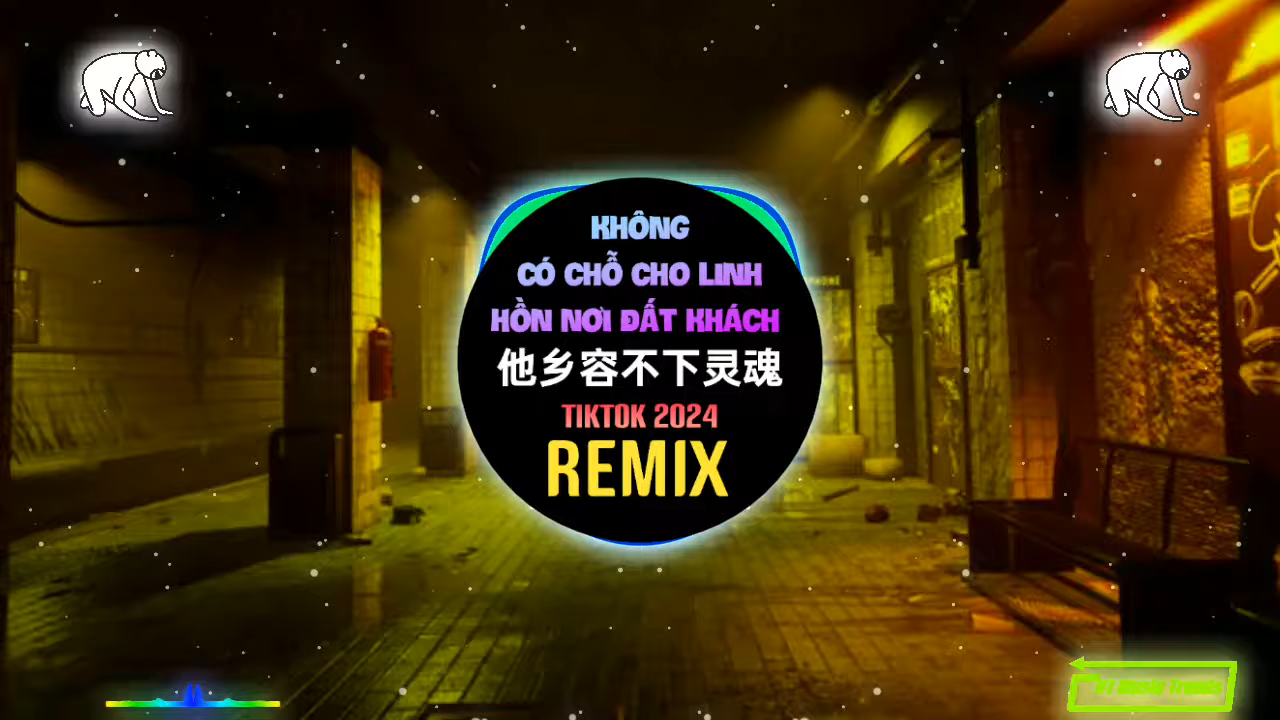 KHÔNG
CÓ CHỖ CHO LINH
HỒN NƠI ĐẤT KHÁCH
他乡容不下灵魂
TIKTOK 2024
REMIX